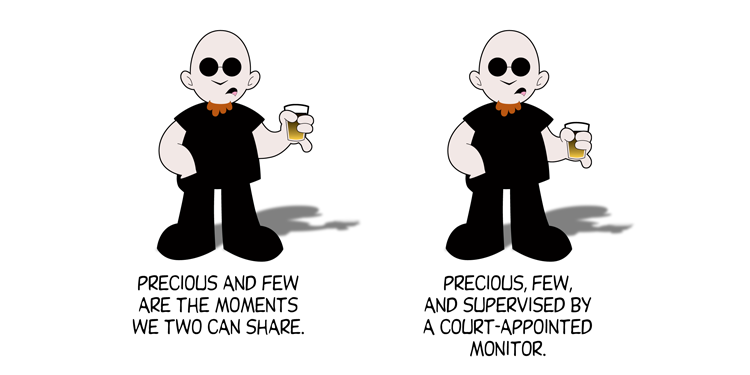 PRECIOUS AND FEW
ARE THE MOMENTS
WE TWO CAN SHARE.
PRECIOUS, FEW,
AND SUPERVISED BY
A COURT-APPOINTED
MONITOR.